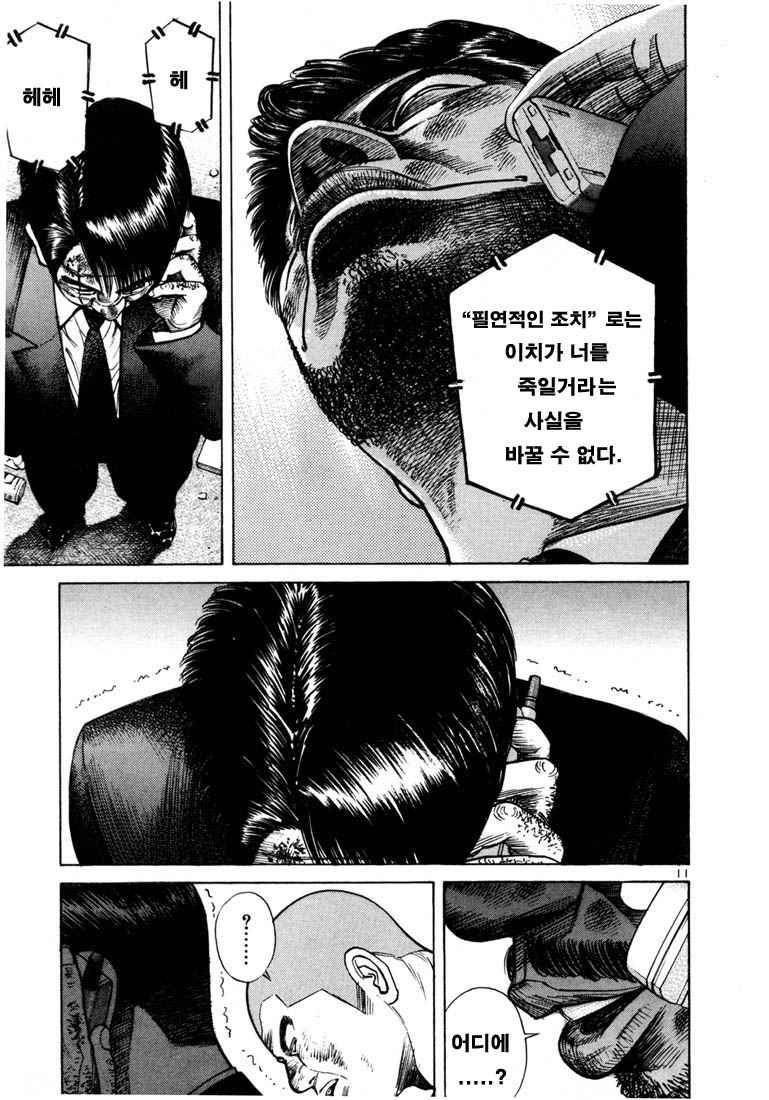 “필연적인 조치” 로는
이치가 너를
죽일거라는
사실을
바꿀 수 없다.
헤
헤헤
11
어디에
.....?
?
......